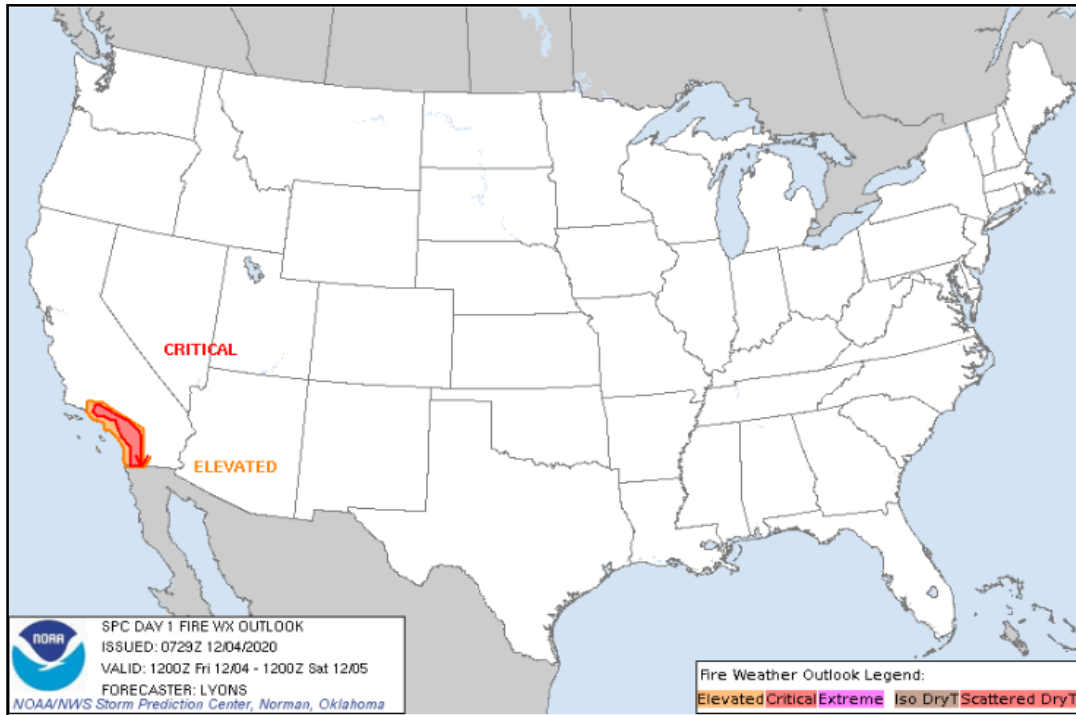 CRITICAL
ELEVATED
NOAA
SPC DAY 1 FIRE WX OUTLOOK
ISSUED: 0729Z 12/04/2020
VALID: 1200Z Fri 12/04 - 1200Z Sat 12/05
FORECASTER: LYONS
NOAA/NWS Storm Prediction Center, Norman, Oklahoma
Fire Weather Outlook Legend:
Elevated Critical Extreme Iso DryT Scattered DryT